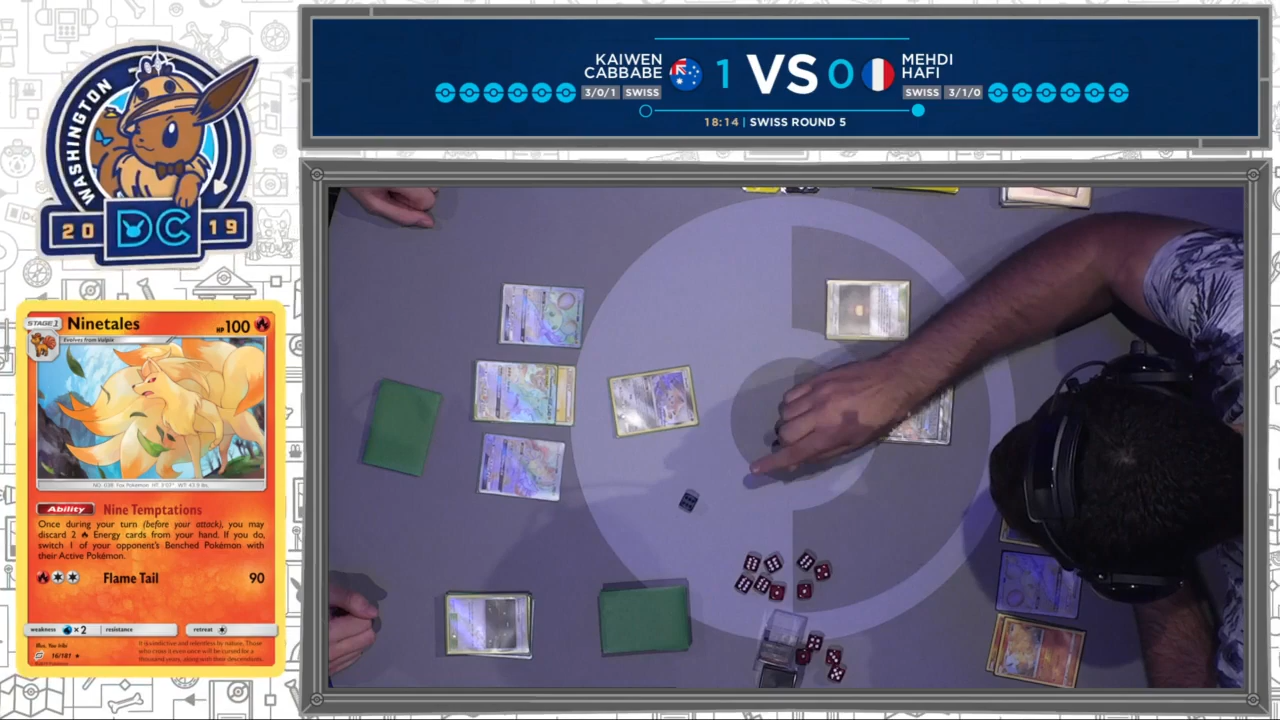 WASHINGTON
20 DC 19
KAIWEN
CABBABE
1 VS 0
MEHDI
HAFI
3/0/1 SWISS
SWISS 3/1/0
18:14 | SWISS ROUND 5
STAGE 1 Ninetales HP 100
Evolves from Vulpix
Ability Nine Temptations
Once during your turn (before your attack), you may
discard 2 Energy cards from your hand. If you do,
switch 1 of your opponent's Benched Pokémon with
their Active Pokémon.
Flame Tail 90
weakness ×2 resistance retreat
16/181